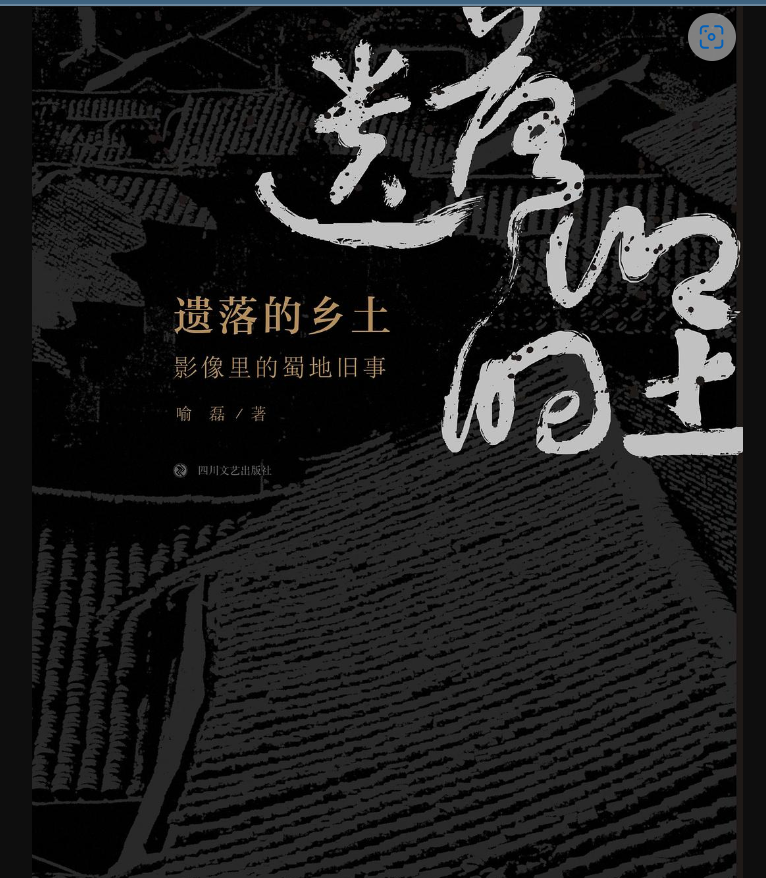 遗落
的乡土
遗落的乡土
影像里的蜀地旧事
喻 磊 / 著
四川文艺出版社